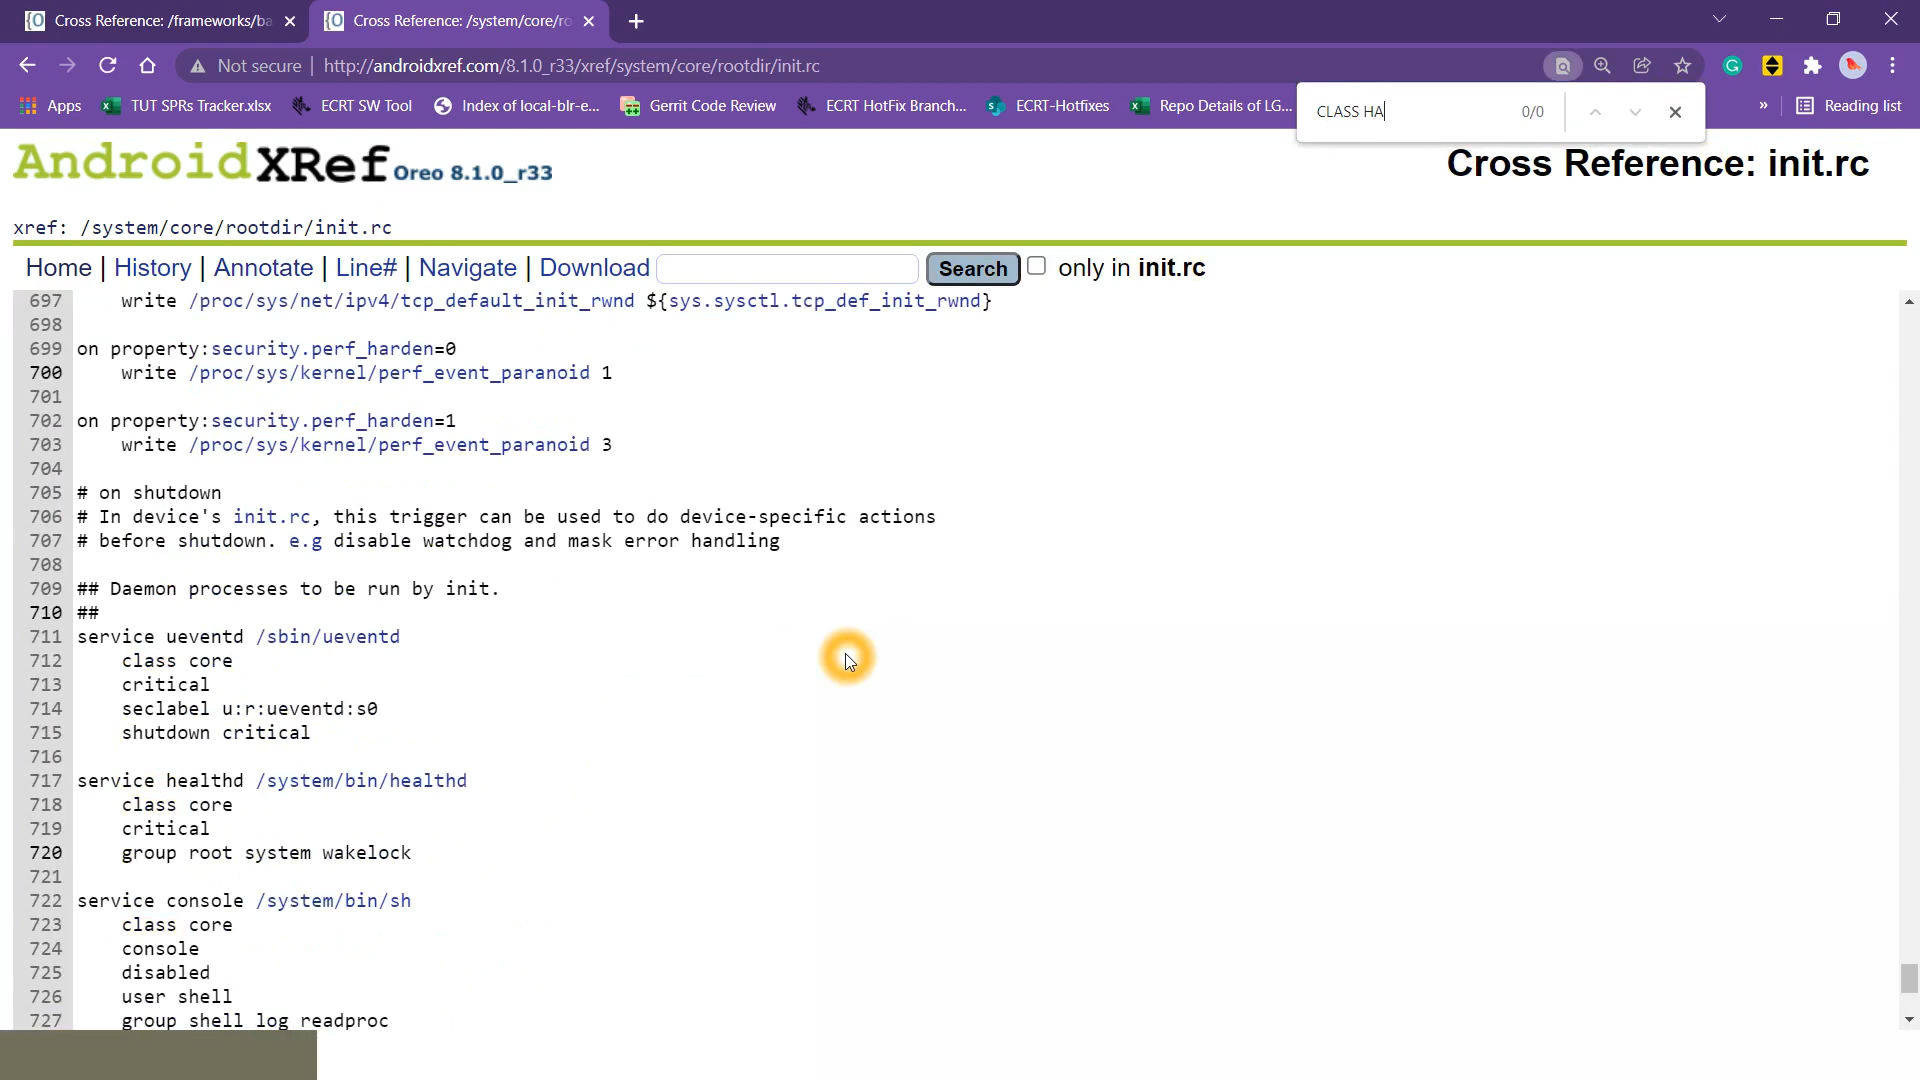 Cross Reference: /frameworks/ba
Cross Reference: /system/core/ro
Not secure | http://androidxref.com/8.1.0_r33/xref/system/core/rootdir/init.rc
Apps TUT SPRs Tracker.xlsx ECRT SW Tool Index of local-blr-e... Gerrit Code Review ECRT HotFix Branch... ECRT-Hotfixes Repo Details of LG... » Reading list
CLASS HA 0/0
AndroidXRef Oreo 8.1.0_r33
Cross Reference: init.rc
xref: /system/core/rootdir/init.rc
Home | History | Annotate | Line# | Navigate | Download Search only in init.rc
697 write /proc/sys/net/ipv4/tcp_default_init_rwnd ${sys.sysctl.tcp_def_init_rwnd}
698
699 on property:security.perf_harden=0
700 write /proc/sys/kernel/perf_event_paranoid 1
701
702 on property:security.perf_harden=1
703 write /proc/sys/kernel/perf_event_paranoid 3
704
705 # on shutdown
706 # In device's init.rc, this trigger can be used to do device-specific actions
707 # before shutdown. e.g disable watchdog and mask error handling
708
709 ## Daemon processes to be run by init.
710 ##
711 service ueventd /sbin/ueventd
712 class core
713 critical
714 seclabel u:r:ueventd:s0
715 shutdown critical
716
717 service healthd /system/bin/healthd
718 class core
719 critical
720 group root system wakelock
721
722 service console /system/bin/sh
723 class core
724 console
725 disabled
726 user shell
727 group shell log readproc